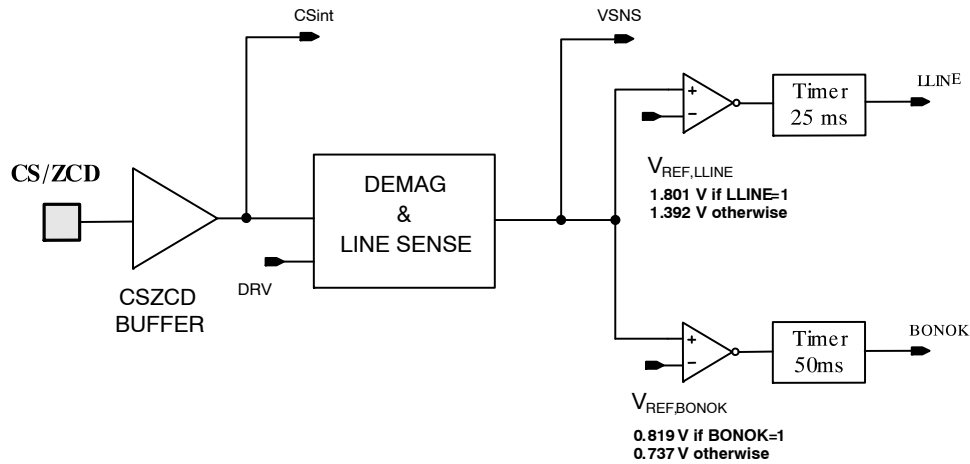 CSint
VSNS
LLINE
+
−
Timer
25 ms
CS/ZCD
DEMAG
&
LINE SENSE
VREF,LLINE
1.801 V if LLINE=1
1.392 V otherwise
DRV
CSZCD
BUFFER
BONOK
+
−
Timer
50ms
VREF,BONOK
0.819 V if BONOK=1
0.737 V otherwise